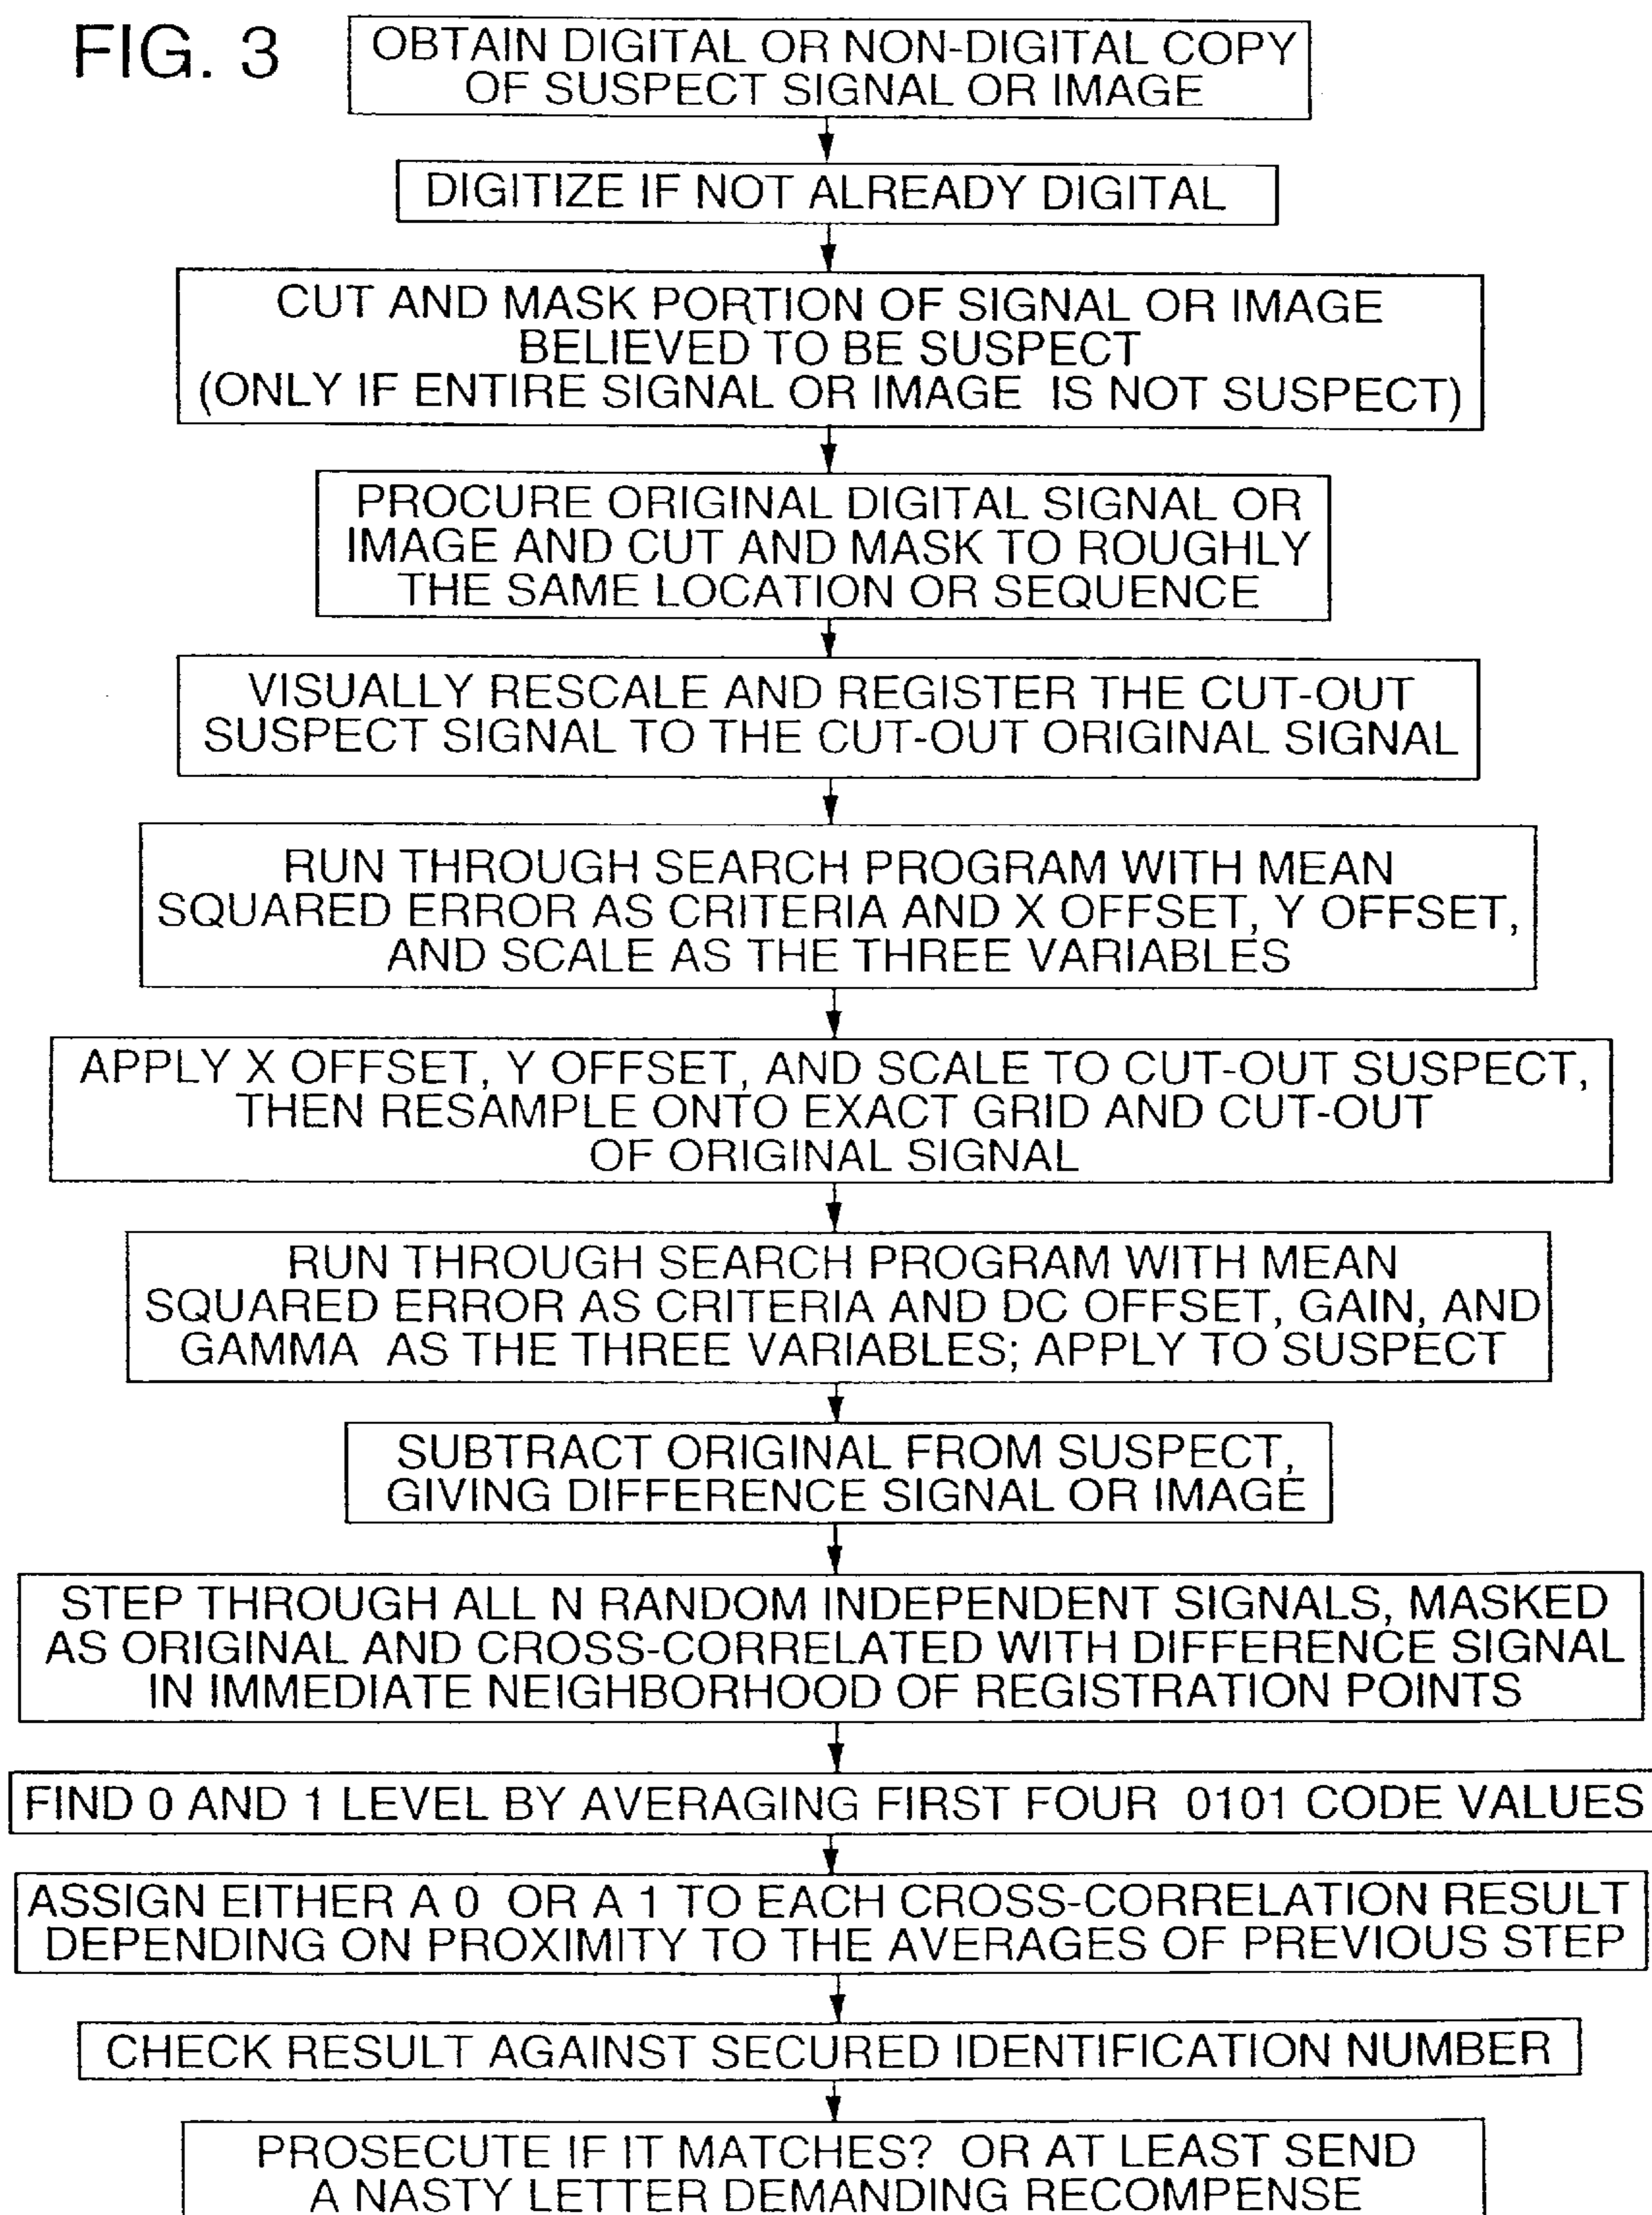 FIG. 3
OBTAIN DIGITAL OR NON-DIGITAL COPY
OF SUSPECT SIGNAL OR IMAGE
DIGITIZE IF NOT ALREADY DIGITAL
CUT AND MASK PORTION OF SIGNAL OR IMAGE
BELIEVED TO BE SUSPECT
(ONLY IF ENTIRE SIGNAL OR IMAGE IS NOT SUSPECT)
PROCURE ORIGINAL DIGITAL SIGNAL OR
IMAGE AND CUT AND MASK TO ROUGHLY
THE SAME LOCATION OR SEQUENCE
VISUALLY RESCALE AND REGISTER THE CUT-OUT
SUSPECT SIGNAL TO THE CUT-OUT ORIGINAL SIGNAL
RUN THROUGH SEARCH PROGRAM WITH MEAN
SQUARED ERROR AS CRITERIA AND X OFFSET, Y OFFSET,
AND SCALE AS THE THREE VARIABLES
APPLY X OFFSET, Y OFFSET, AND SCALE TO CUT-OUT SUSPECT,
THEN RESAMPLE ONTO EXACT GRID AND CUT-OUT
OF ORIGINAL SIGNAL
RUN THROUGH SEARCH PROGRAM WITH MEAN
SQUARED ERROR AS CRITERIA AND DC OFFSET, GAIN, AND
GAMMA AS THE THREE VARIABLES; APPLY TO SUSPECT
SUBTRACT ORIGINAL FROM SUSPECT,
GIVING DIFFERENCE SIGNAL OR IMAGE
STEP THROUGH ALL N RANDOM INDEPENDENT SIGNALS, MASKED
AS ORIGINAL AND CROSS-CORRELATED WITH DIFFERENCE SIGNAL
IN IMMEDIATE NEIGHBORHOOD OF REGISTRATION POINTS
FIND 0 AND 1 LEVEL BY AVERAGING FIRST FOUR 0101 CODE VALUES
ASSIGN EITHER A 0 OR A 1 TO EACH CROSS-CORRELATION RESULT
DEPENDING ON PROXIMITY TO THE AVERAGES OF PREVIOUS STEP
CHECK RESULT AGAINST SECURED IDENTIFICATION NUMBER
PROSECUTE IF IT MATCHES? OR AT LEAST SEND
A NASTY LETTER DEMANDING RECOMPENSE